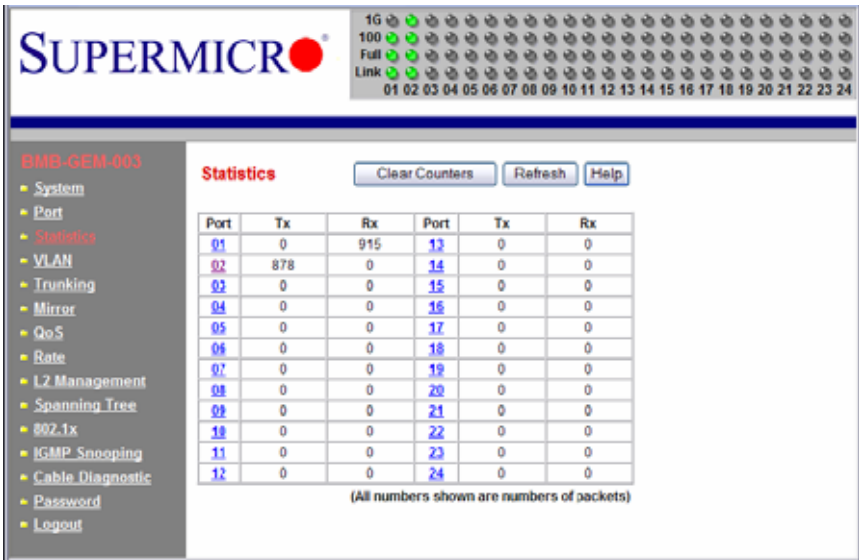 SUPERMICRO
1G
100
Full
Link
01 02 03 04 05 06 07 08 09 10 11 12 13 14 15 16 17 18 19 20 21 22 23 24
BMB-GEM-003
System
Port
Statistics
VLAN
Trunking
Mirror
QoS
Rate
L2 Management
Spanning Tree
802.1x
IGMP Snooping
Cable Diagnostic
Password
Logout
Statistics Clear Counters Refresh Help
Port Tx Rx Port Tx Rx
01 0 915 13 0 0
02 878 0 14 0 0
03 0 0 15 0 0
04 0 0 16 0 0
05 0 0 17 0 0
06 0 0 18 0 0
07 0 0 19 0 0
08 0 0 20 0 0
09 0 0 21 0 0
10 0 0 22 0 0
11 0 0 23 0 0
12 0 0 24 0 0
(All numbers shown are numbers of packets)